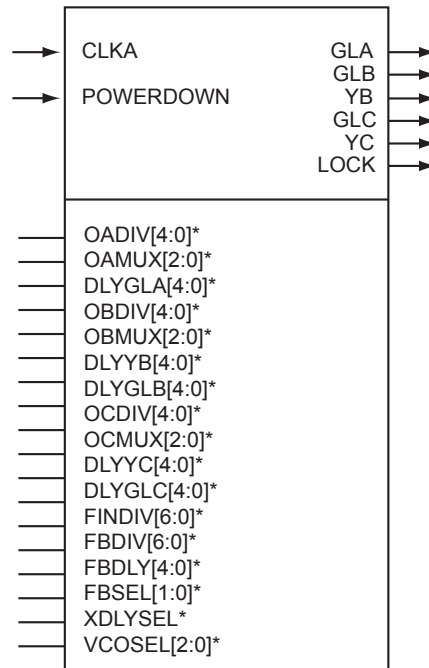 CLKA
GLA
GLB
POWERDOWN
YB
GLC
YC
LOCK
OADIV[4:0]*
OAMUX[2:0]*
DLYGLA[4:0]*
OBDIV[4:0]*
OBMUX[2:0]*
DLYYB[4:0]*
DLYGLB[4:0]*
OCDIV[4:0]*
OCMUX[2:0]*
DLYYC[4:0]*
DLYGLC[4:0]*
FINDIV[6:0]*
FBDIV[6:0]*
FBDLY[4:0]*
FBSEL[1:0]*
XDLYSEL*
VCOSEL[2:0]*